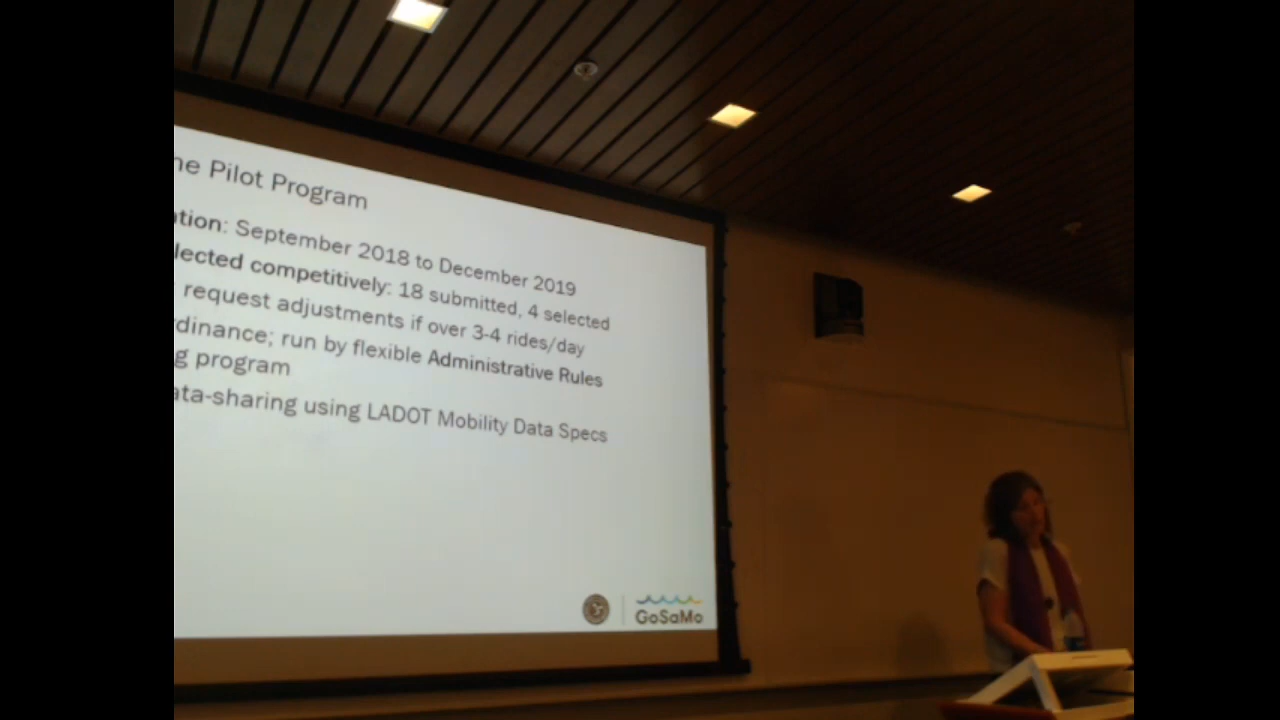 ne Pilot Program
ation: September 2018 to December 2019
lected competitively: 18 submitted, 4 selected
request adjustments if over 3-4 rides/day
dinance; run by flexible Administrative Rules
g program
ata-sharing using LADOT Mobility Data Specs
GoSaMo